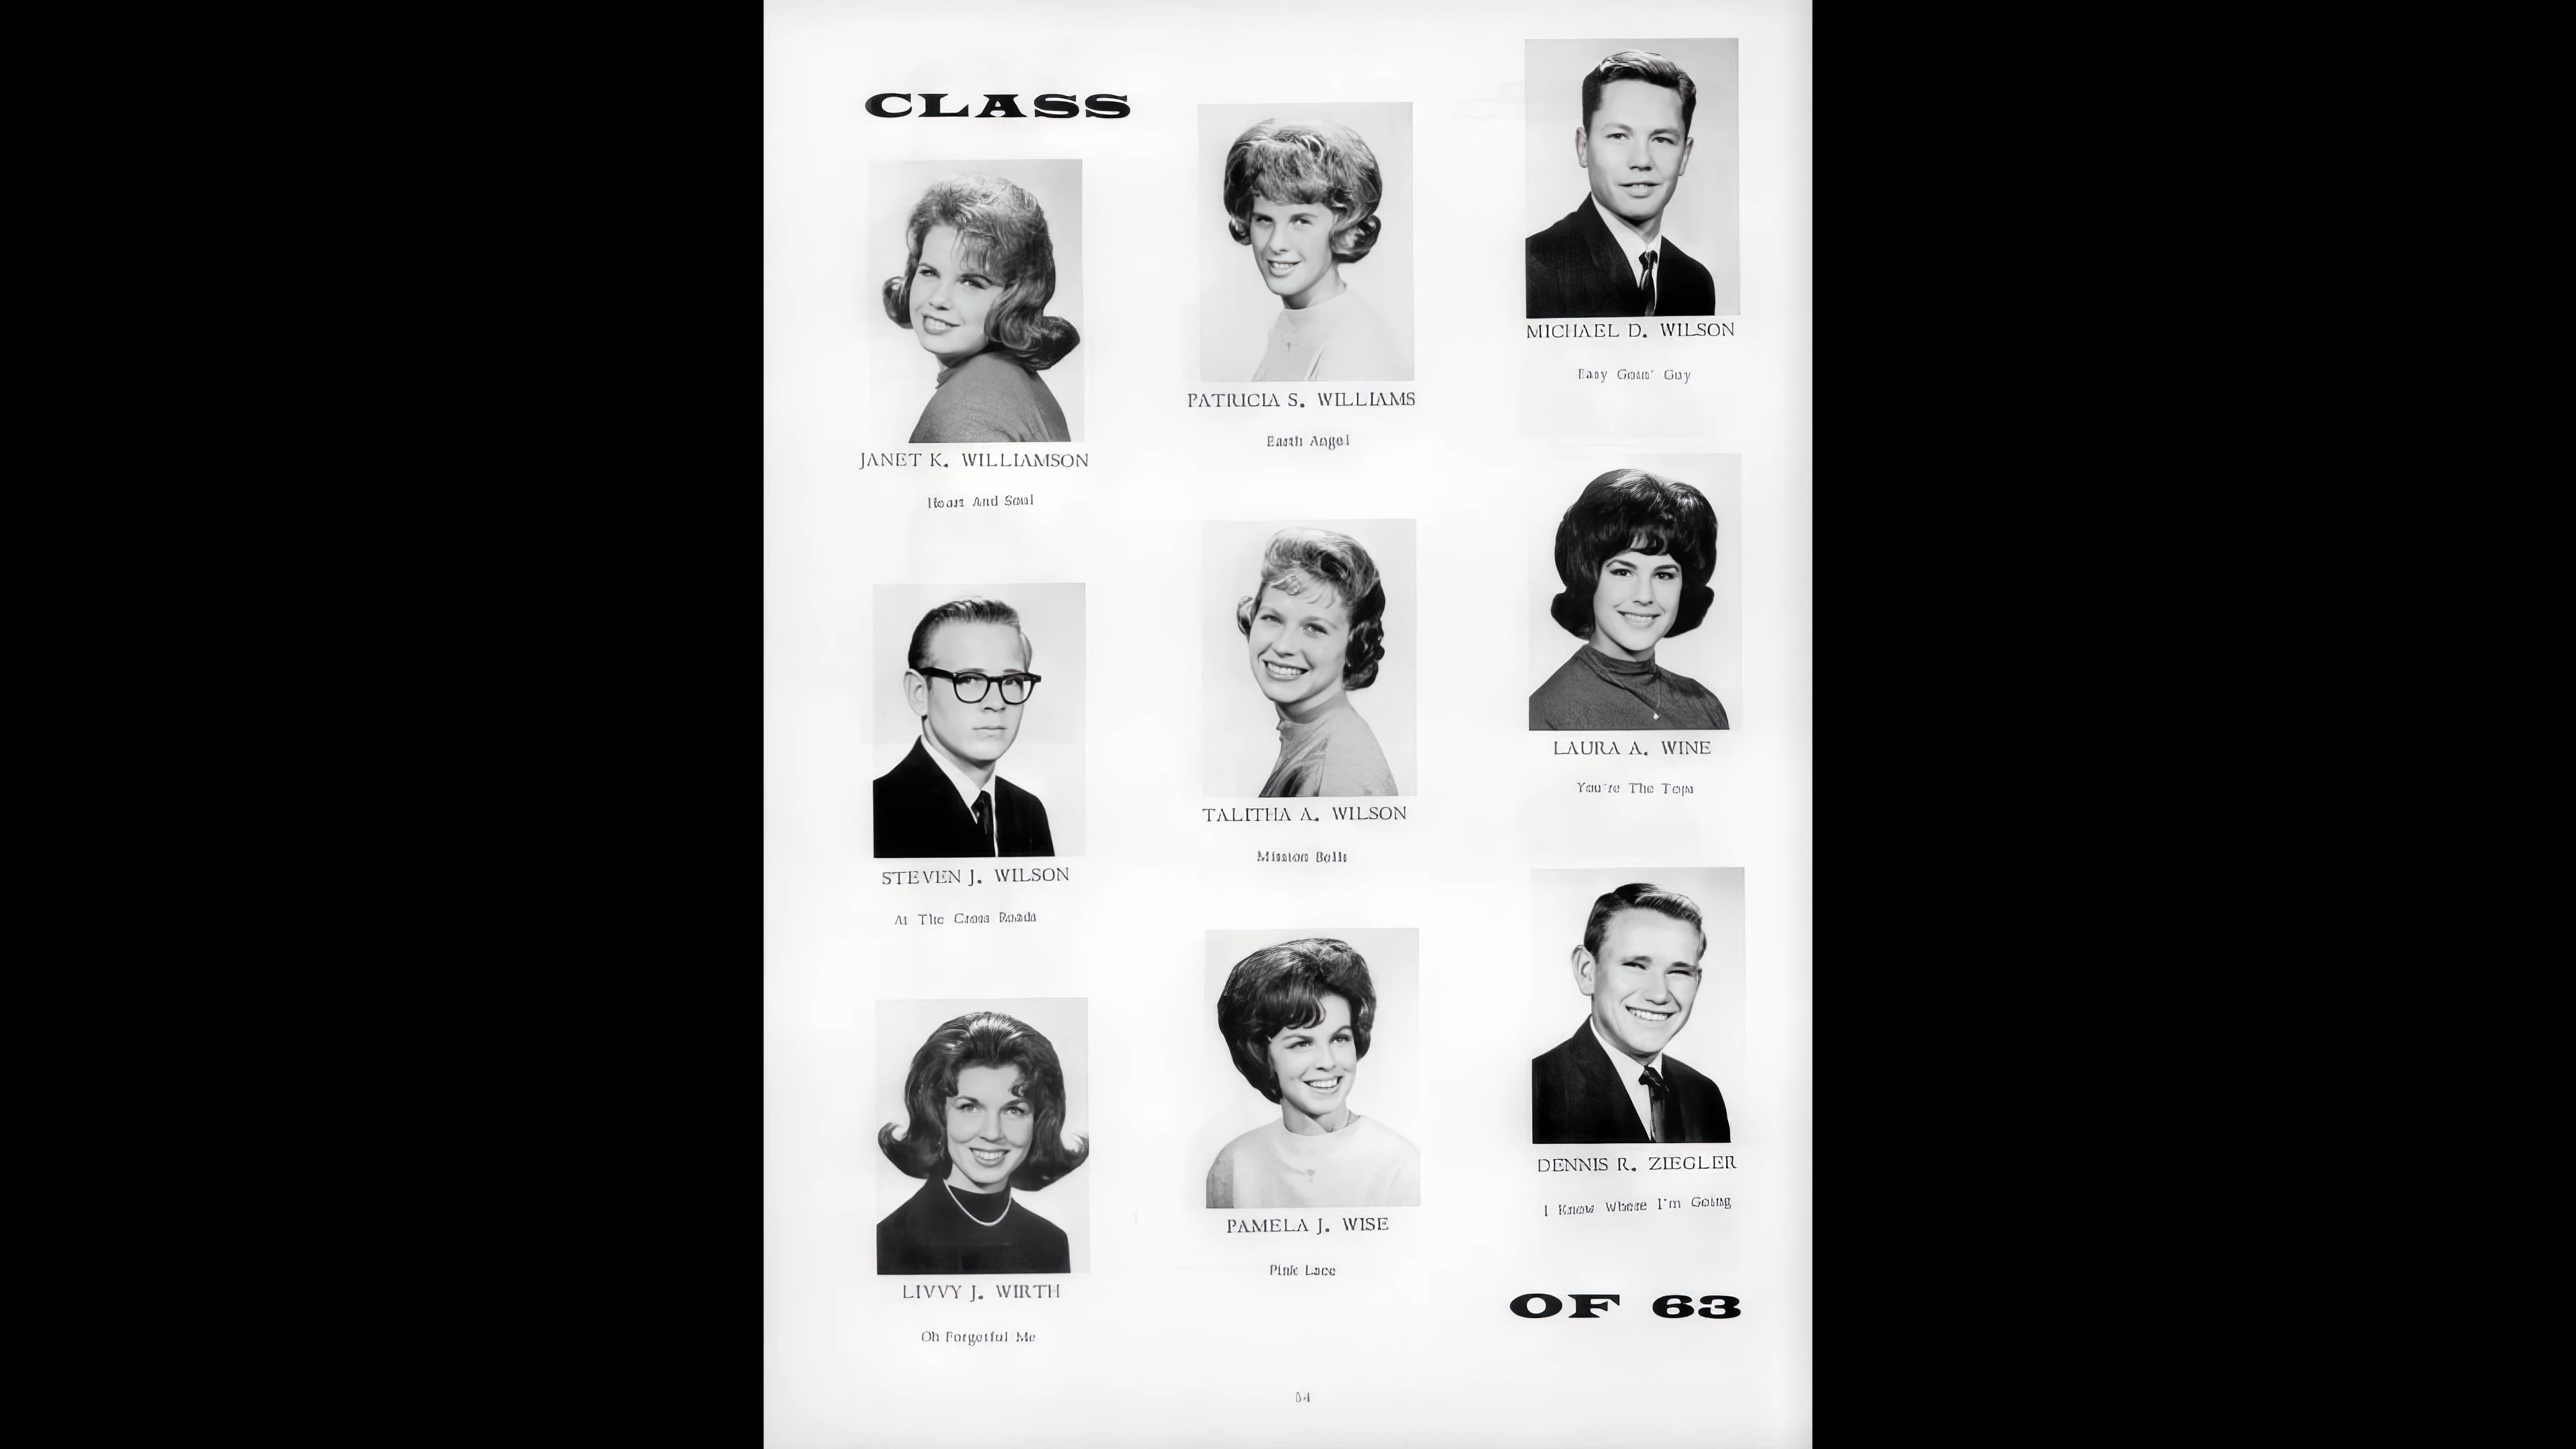 CLASS
JANET K. WILLIAMSON
Heart And Soul
PATRICIA S. WILLIAMS
Earth Angel
MICHAEL D. WILSON
Easy Goin' Guy
STEVEN J. WILSON
At The Cross Roads
TALITHA A. WILSON
Mission Bells
LAURA A. WINE
You're The Tops
LIVVY J. WIRTH
Oh Forgetful Me
PAMELA J. WISE
Pink Lace
DENNIS R. ZIEGLER
I Know Where I'm Going
OF 63